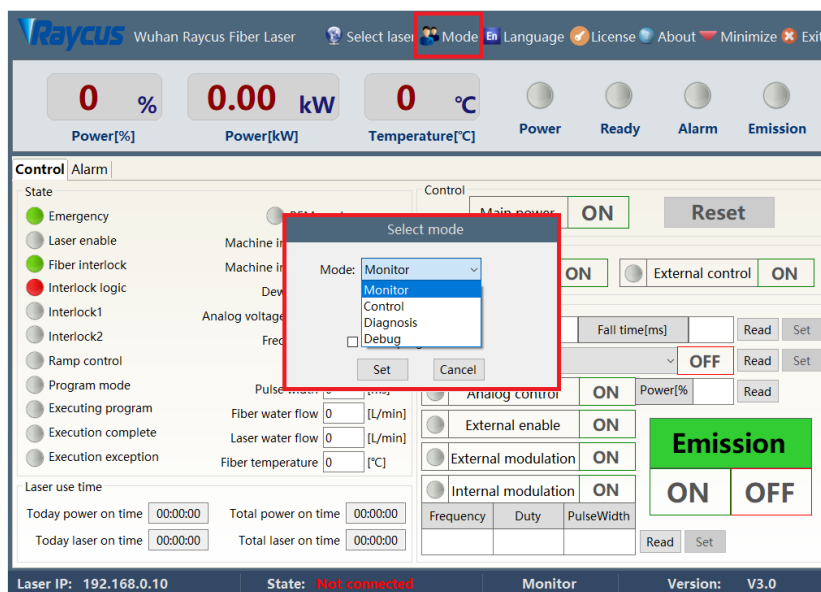 Raycus Wuhan Raycus Fiber Laser Select laser Mode En Language License About Minimize Exit
0 % 0.00 kW 0 °C
Power[%] Power[kW] Temperature[°C] Power Ready Alarm Emission
Control Alarm
State
Emergency
Laser enable
Fiber interlock
Interlock logic
Interlock1
Interlock2
Ramp control
Program mode
Executing program
Execution complete
Execution exception
Machine in
Machine in
Dew
Analog voltage
Pulse width 0 [ms]
Fiber water flow 0 [L/min]
Laser water flow 0 [L/min]
Fiber temperature 0 [°C]
Laser use time
Today power on time 00:00:00 Total power on time 00:00:00
Today laser on time 00:00:00 Total laser on time 00:00:00
Select mode
Mode: Monitor
Monitor
Control
Diagnosis
Debug
Set Cancel
Control
Main power ON Reset
ON External control ON
Fall time[ms] Read Set
OFF Read Set
Analog control ON Power[% Read
External enable ON
External modulation ON
Internal modulation ON
Emission
ON OFF
Frequency Duty PulseWidth
Read Set
Laser IP: 192.168.0.10 State: Not connected Monitor Version: V3.0